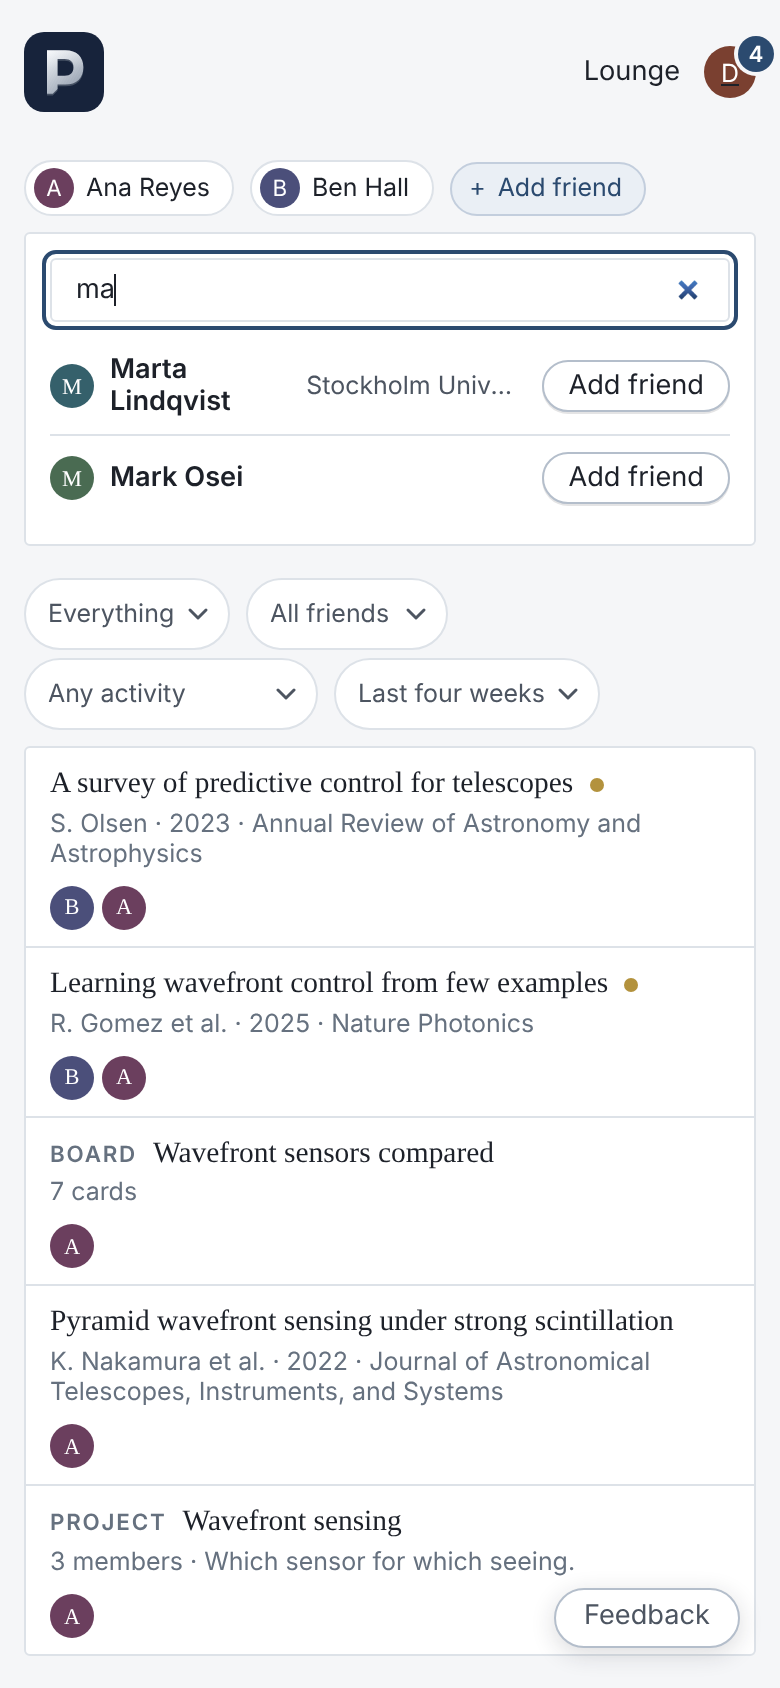 P
Lounge
D
4
A Ana Reyes
B Ben Hall
+ Add friend
ma
M
Marta
Lindqvist
Stockholm Univ...
Add friend
M Mark Osei
Add friend
Everything
All friends
Any activity
Last four weeks
A survey of predictive control for telescopes
S. Olsen · 2023 · Annual Review of Astronomy and
Astrophysics
B A
Learning wavefront control from few examples
R. Gomez et al. · 2025 · Nature Photonics
B A
BOARD Wavefront sensors compared
7 cards
A
Pyramid wavefront sensing under strong scintillation
K. Nakamura et al. · 2022 · Journal of Astronomical
Telescopes, Instruments, and Systems
A
PROJECT Wavefront sensing
3 members · Which sensor for which seeing.
A
Feedback